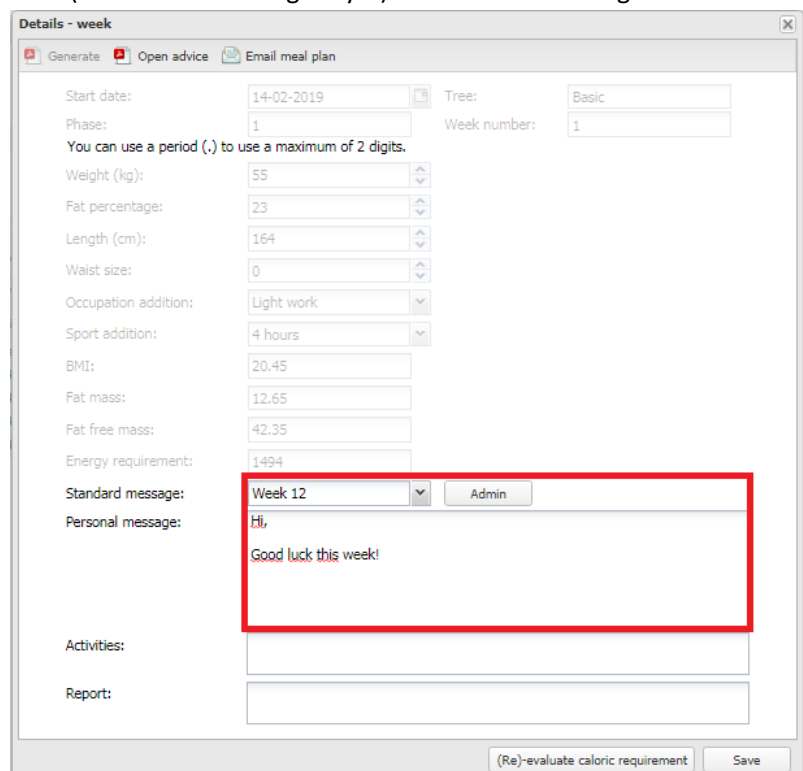 Details - week
Generate Open advice Email meal plan
Start date: 14-02-2019 Tree: Basic
Phase: 1 Week number: 1
You can use a period (.) to use a maximum of 2 digits.
Weight (kg): 55
Fat percentage: 23
Length (cm): 164
Waist size: 0
Occupation addition: Light work
Sport addition: 4 hours
BMI: 20.45
Fat mass: 12.65
Fat free mass: 42.35
Energy requirement: 1494
Standard message: Week 12 Admin
Personal message: Hi,
Good luck this week!
Activities:
Report:
(Re)-evaluate caloric requirement Save